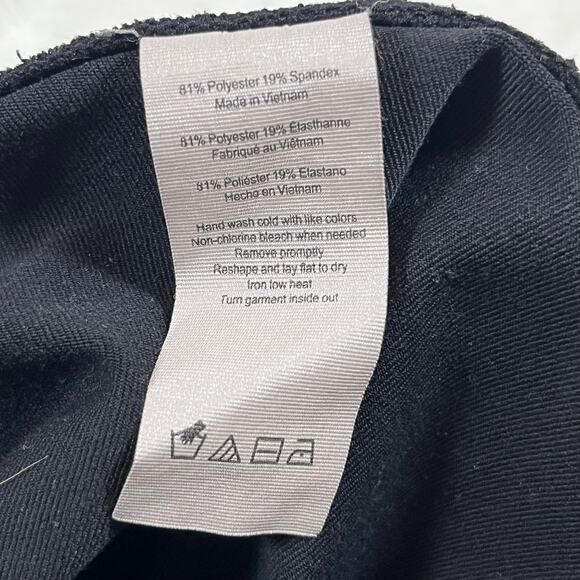 81% Polyester 19% Spandex
Made in Vietnam
81% Polyester 19% Élasthanne
Fabriqué au Viêtnam
81% Poliéster 19% Elastano
Hecho en Vietnam
Hand wash cold with like colors
Non-chlorine bleach when needed
Remove promptly
Reshape and lay flat to dry
Iron low heat
Turn garment inside out